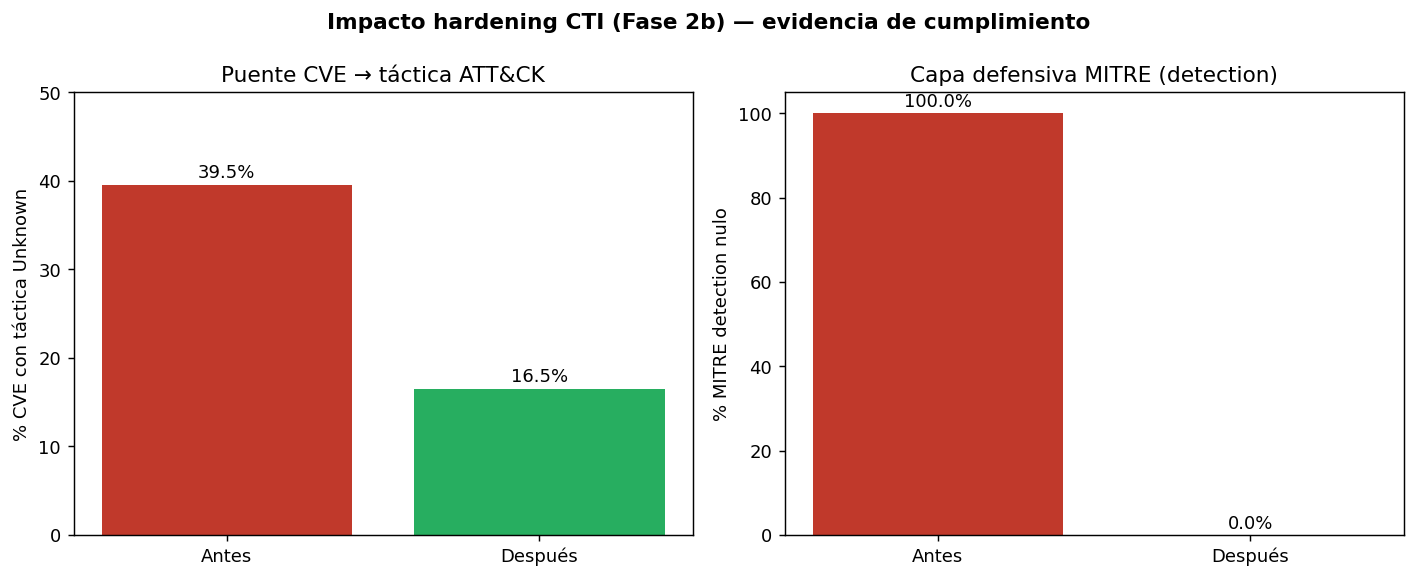 Impacto hardening CTI (Fase 2b) — evidencia de cumplimiento
Puente CVE → táctica ATT&CK
% CVE con táctica Unknown
50
40
30
20
10
0
39.5%
16.5%
Antes
Después
Capa defensiva MITRE (detection)
% MITRE detection nulo
100
80
60
40
20
0
100.0%
0.0%
Antes
Después